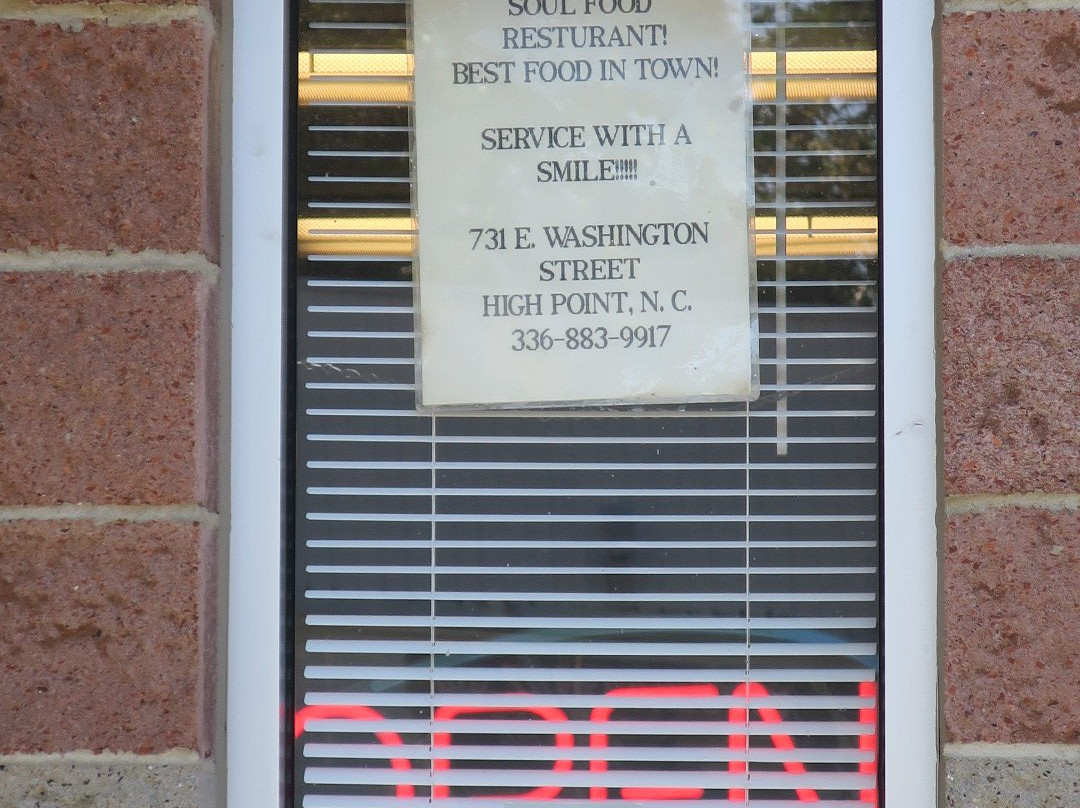 SOUL FOOD
RESTURANT!
BEST FOOD IN TOWN!
SERVICE WITH A
SMILE!!!!!
731 E. WASHINGTON
STREET
HIGH POINT, N. C.
336-883-9917
OPEN